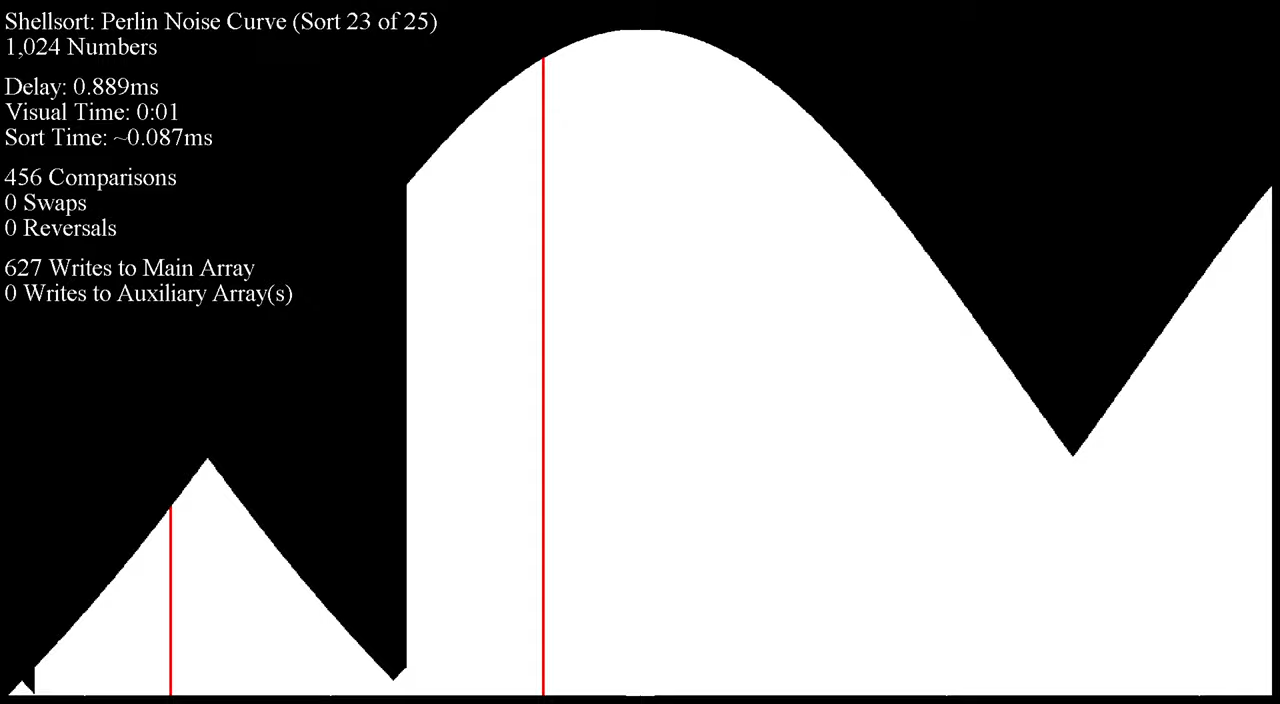 Shellsort: Perlin Noise Curve (Sort 23 of 25)
1,024 Numbers
Delay: 0.889ms
Visual Time: 0:01
Sort Time: ~0.087ms
456 Comparisons
0 Swaps
0 Reversals
627 Writes to Main Array
0 Writes to Auxiliary Array(s)